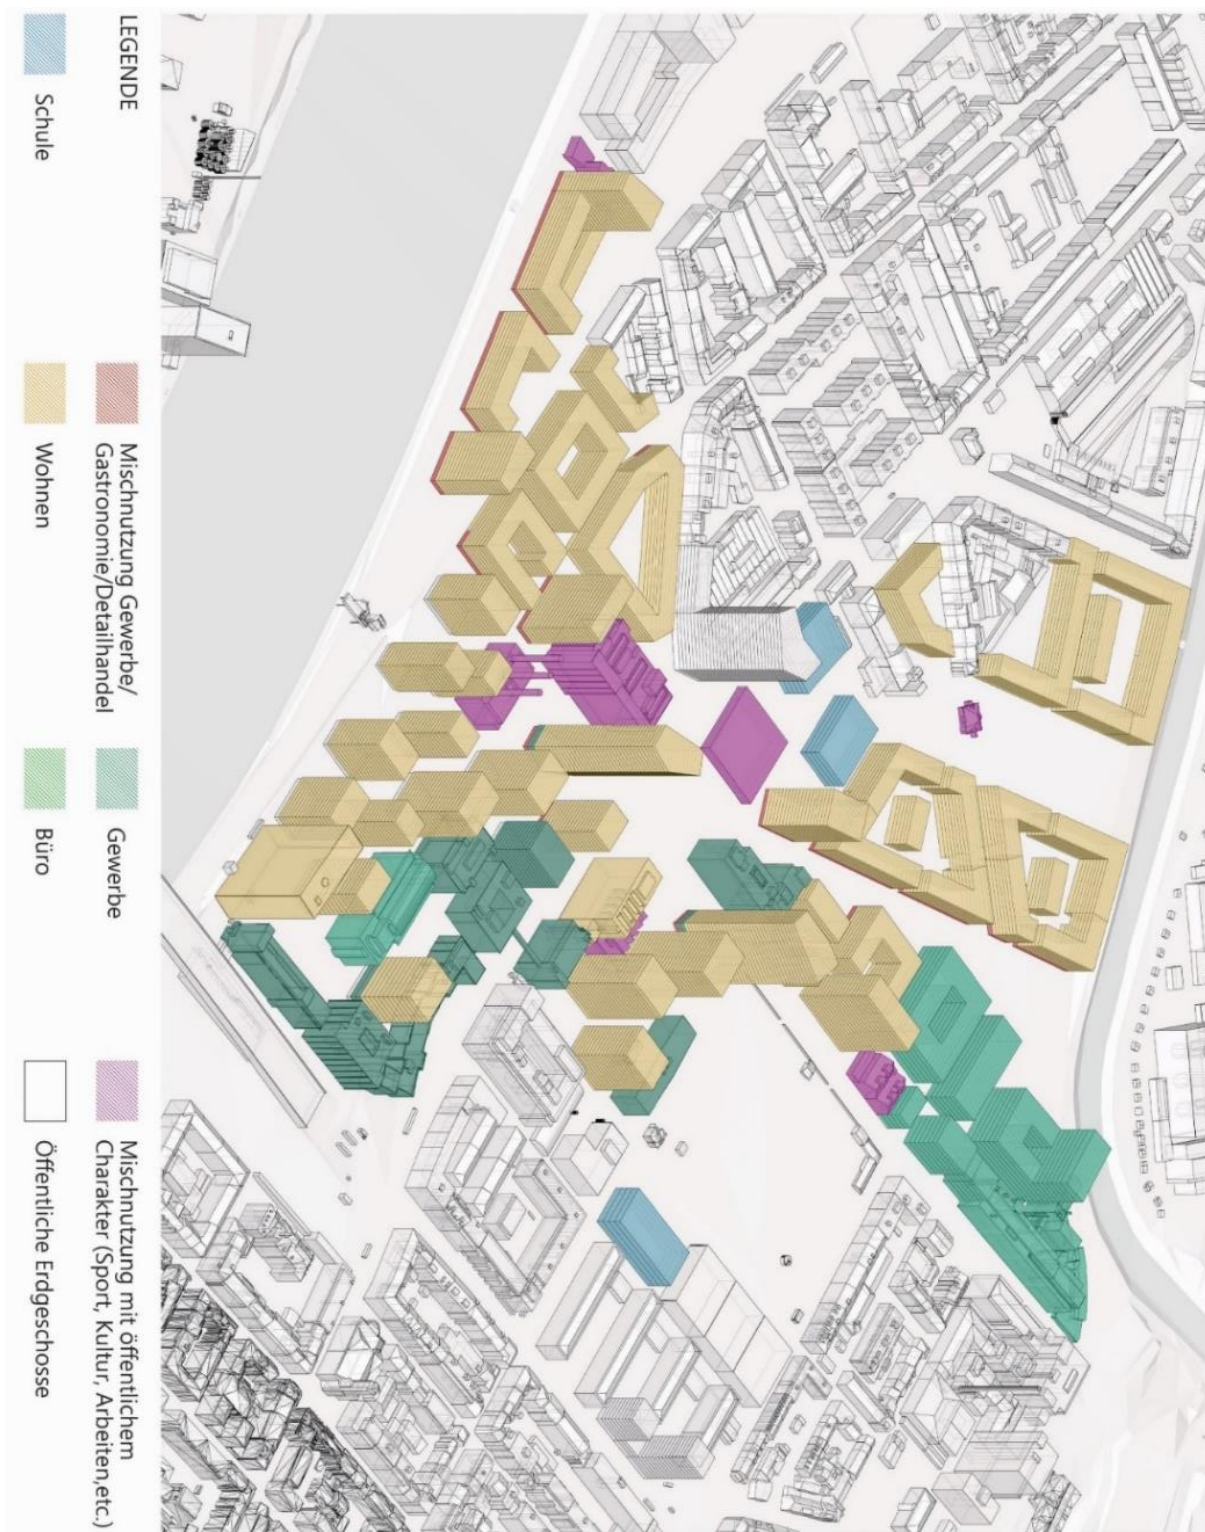 LEGENDE
Schule
Mischnutzung Gewerbe/
Gastronomie/Detailhandel
Wohnen
Gewerbe
Büro
Mischnutzung mit öffentlichem
Charakter (Sport, Kultur, Arbeiten,etc.)
Öffentliche Erdgeschosse